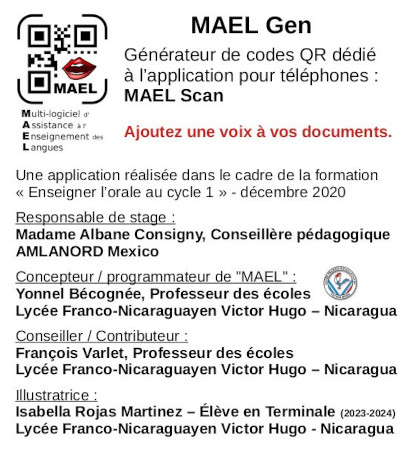 MAEL Gen
Générateur de codes QR dédié
à l'application pour téléphones :
MAEL Scan
Ajoutez une voix à vos documents.
MAEL
Multi-logiciel d'
Assistance à l'
Enseignement des
Langues
Une application réalisée dans le cadre de la formation
« Enseigner l'orale au cycle 1 » - décembre 2020
Responsable de stage :
Madame Albane Consigny, Conseillère pédagogique
AMLANORD Mexico
Concepteur / programmateur de "MAEL" :
Yonnel Bécognée, Professeur des écoles
Lycée Franco-Nicaraguayen Victor Hugo – Nicaragua
Conseiller / Contributeur :
François Varlet, Professeur des écoles
Lycée Franco-Nicaraguayen Victor Hugo – Nicaragua
Illustratrice :
Isabella Rojas Martinez – Élève en Terminale (2023-2024)
Lycée Franco-Nicaraguayen Victor Hugo - Nicaragua